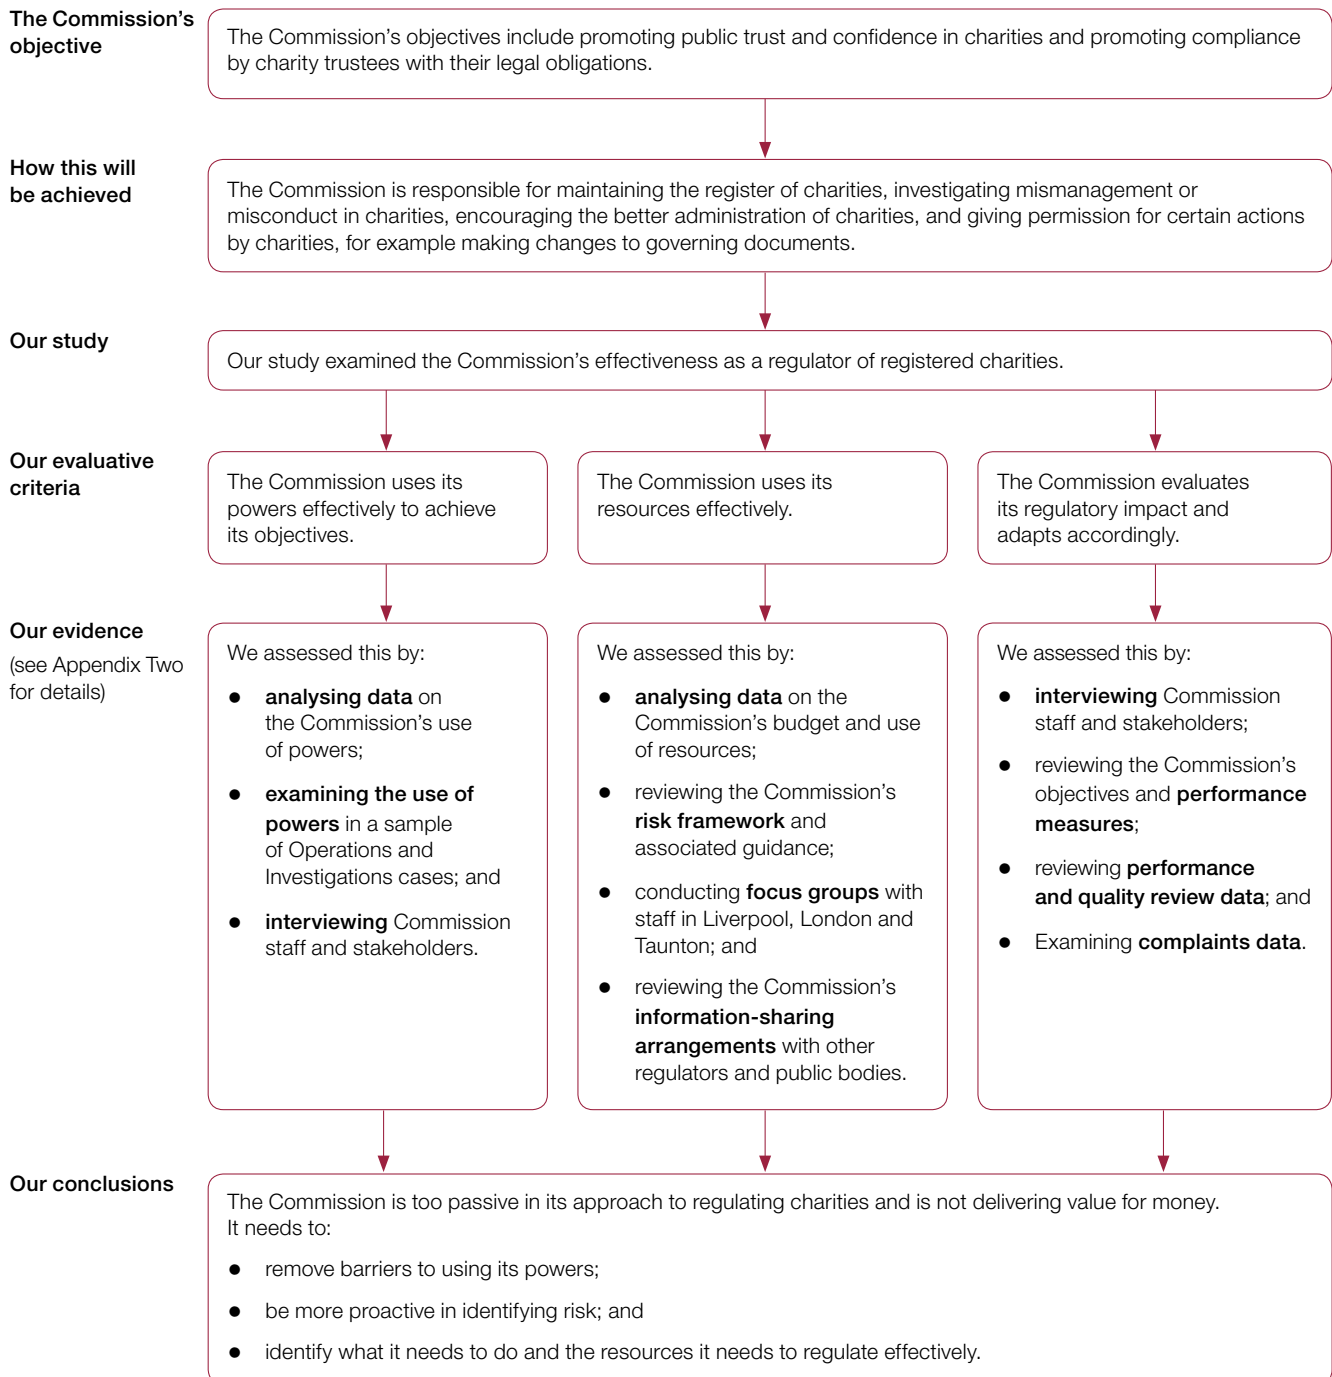 The Commission's
objective
The Commission's objectives include promoting public trust and confidence in charities and promoting compliance
by charity trustees with their legal obligations.
How this will
be achieved
The Commission is responsible for maintaining the register of charities, investigating mismanagement or
misconduct in charities, encouraging the better administration of charities, and giving permission for certain actions
by charities, for example making changes to governing documents.
Our study
Our study examined the Commission's effectiveness as a regulator of registered charities.
Our evaluative
criteria
The Commission uses its
powers effectively to achieve
its objectives.
The Commission uses its
resources effectively.
The Commission evaluates
its regulatory impact and
adapts accordingly.
Our evidence
(see Appendix Two
for details)
We assessed this by:
● analysing data on
the Commission's use
of powers;
● examining the use of
powers in a sample
of Operations and
Investigations cases; and
● interviewing Commission
staff and stakeholders.
We assessed this by:
● analysing data on the
Commission's budget and use
of resources;
● reviewing the Commission's
risk framework and
associated guidance;
● conducting focus groups with
staff in Liverpool, London and
Taunton; and
● reviewing the Commission's
information-sharing
arrangements with other
regulators and public bodies.
We assessed this by:
● interviewing Commission
staff and stakeholders;
● reviewing the Commission's
objectives and performance
measures;
● reviewing performance
and quality review data; and
● Examining complaints data.
Our conclusions
The Commission is too passive in its approach to regulating charities and is not delivering value for money.
It needs to:
● remove barriers to using its powers;
● be more proactive in identifying risk; and
● identify what it needs to do and the resources it needs to regulate effectively.